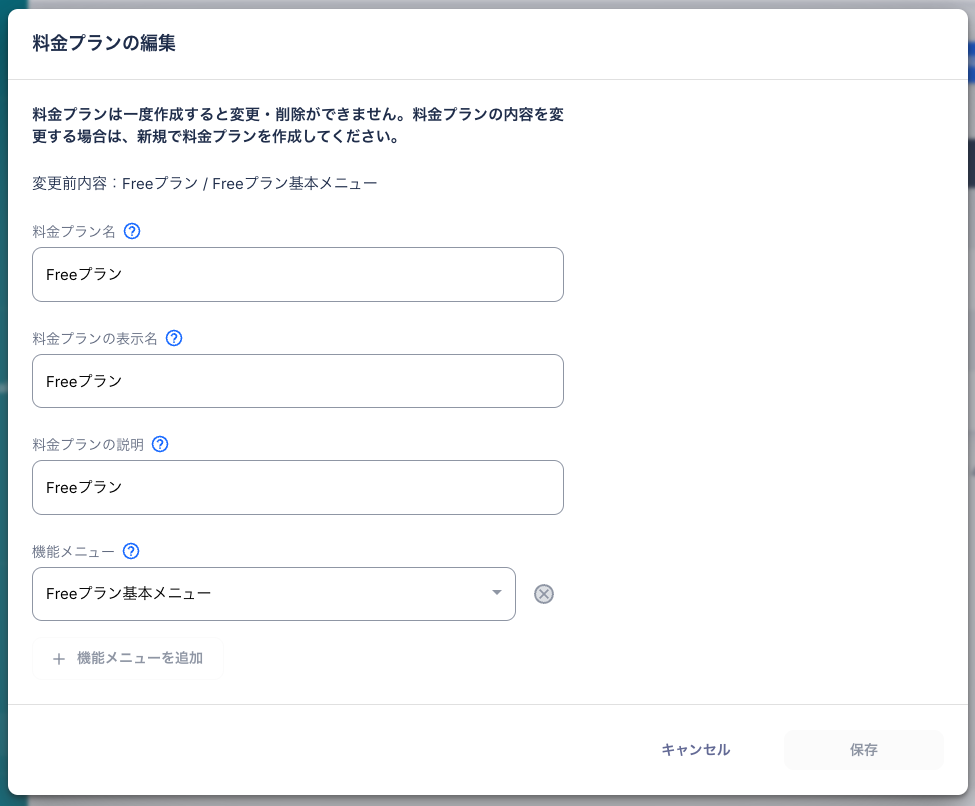 料金プランの編集
料金プランは一度作成すると変更・削除ができません。料金プランの内容を変
更する場合は、新規で料金プランを作成してください。
変更前内容：Freeプラン / Freeプラン基本メニュー
料金プラン名 ?
Freeプラン
料金プランの表示名 ?
Freeプラン
料金プランの説明 ?
Freeプラン
機能メニュー ?
Freeプラン基本メニュー
＋ 機能メニューを追加
キャンセル 保存